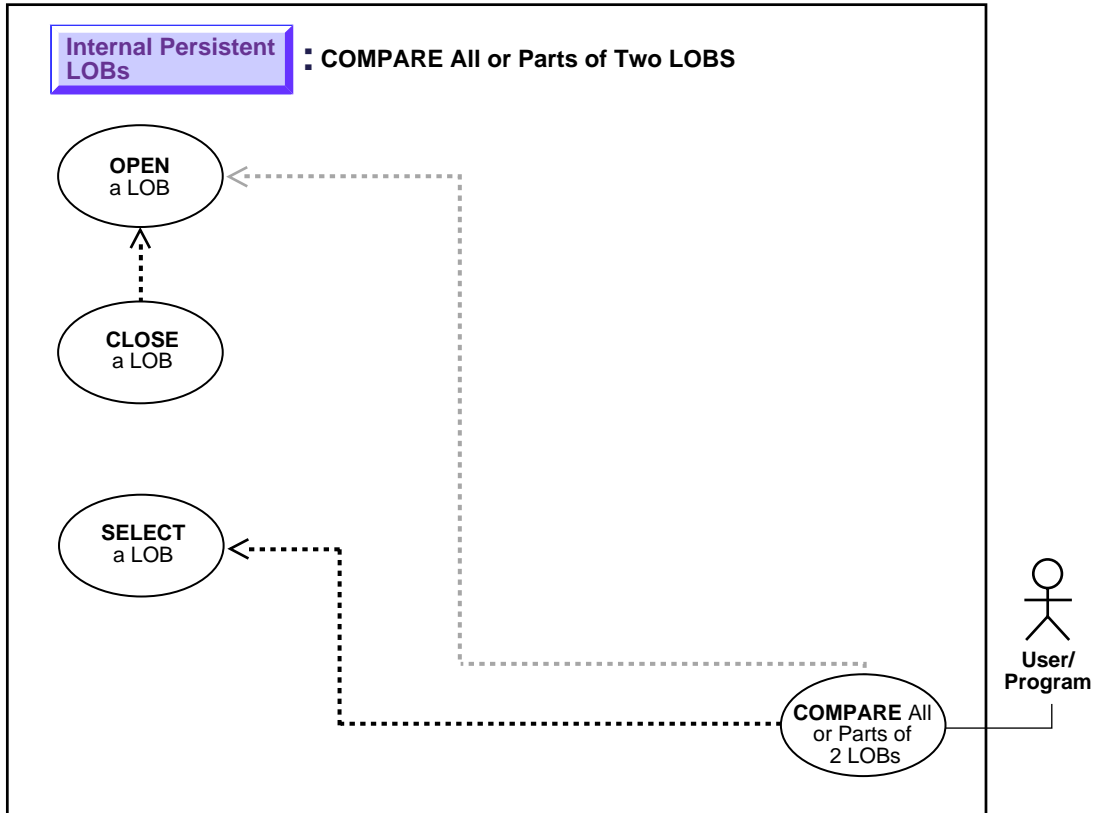 Internal Persistent
LOBs
: COMPARE All or Parts of Two LOBS
OPEN
a LOB
CLOSE
a LOB
SELECT
a LOB
User/
Program
COMPARE All
or Parts of
2 LOBs